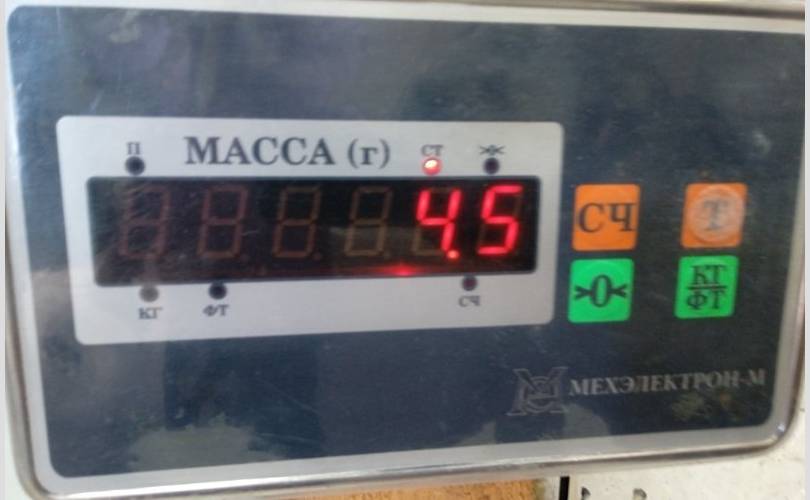 П
МАССА (г)
СТ
>0<
4.5
КГ
ФТ
СЧ
СЧ
Т
>0<
КГ
ФТ
МЕХЭЛЕКТРОН-М